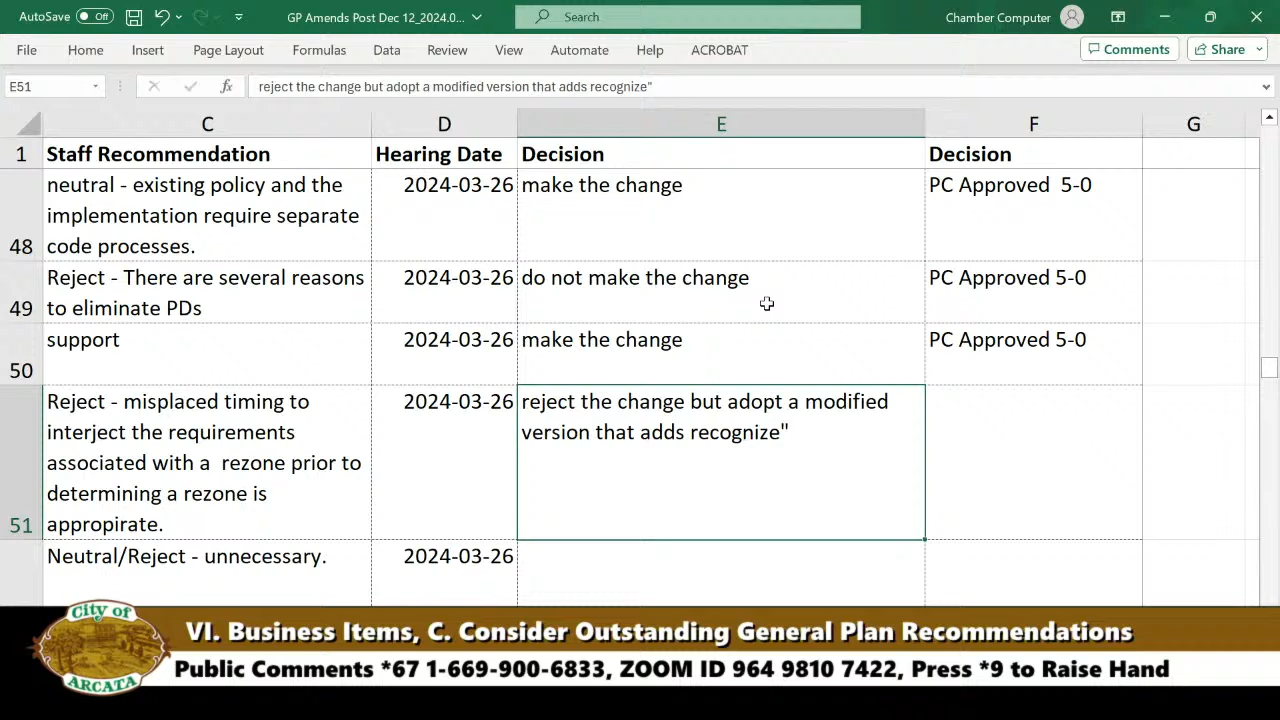 AutoSave Off GP Amends Post Dec 12_2024.0... Search Chamber Computer
File Home Insert Page Layout Formulas Data Review View Automate Help ACROBAT Comments Share
E51 fx reject the change but adopt a modified version that adds recognize"
C D E F G
1 Staff Recommendation Hearing Date Decision Decision
neutral - existing policy and the 2024-03-26 make the change PC Approved  5-0
implementation require separate
48 code processes.
Reject - There are several reasons 2024-03-26 do not make the change PC Approved 5-0
49 to eliminate PDs
support 2024-03-26 make the change PC Approved 5-0
50
Reject - misplaced timing to 2024-03-26 reject the change but adopt a modified
interject the requirements version that adds recognize"
associated with a  rezone prior to
determining a rezone is
51 appropirate.
Neutral/Reject - unnecessary. 2024-03-26
City of
ARCATA
VI. Business Items, C. Consider Outstanding General Plan Recommendations
Public Comments *67 1-669-900-6833, ZOOM ID 964 9810 7422, Press *9 to Raise Hand